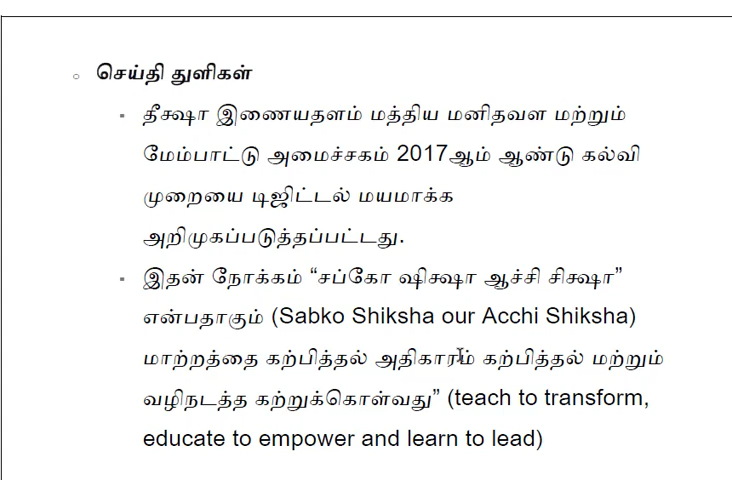 செய்தி துளிகள்
தீக்ஷா இணையதளம் மத்திய மனிதவள மற்றும்
மேம்பாட்டு அமைச்சகம் 2017ஆம் ஆண்டு கல்வி
முறையை டிஜிட்டல் மயமாக்க
அறிமுகப்படுத்தப்பட்டது.
இதன் நோக்கம் “சப்கோ ஷிக்ஷா ஆச்சி சிக்ஷா”
என்பதாகும் (Sabko Shiksha our Acchi Shiksha)
மாற்றத்தை கற்பித்தல் அதிகாரம் கற்பித்தல் மற்றும்
வழிநடத்த கற்றுக்கொள்வது” (teach to transform,
educate to empower and learn to lead)